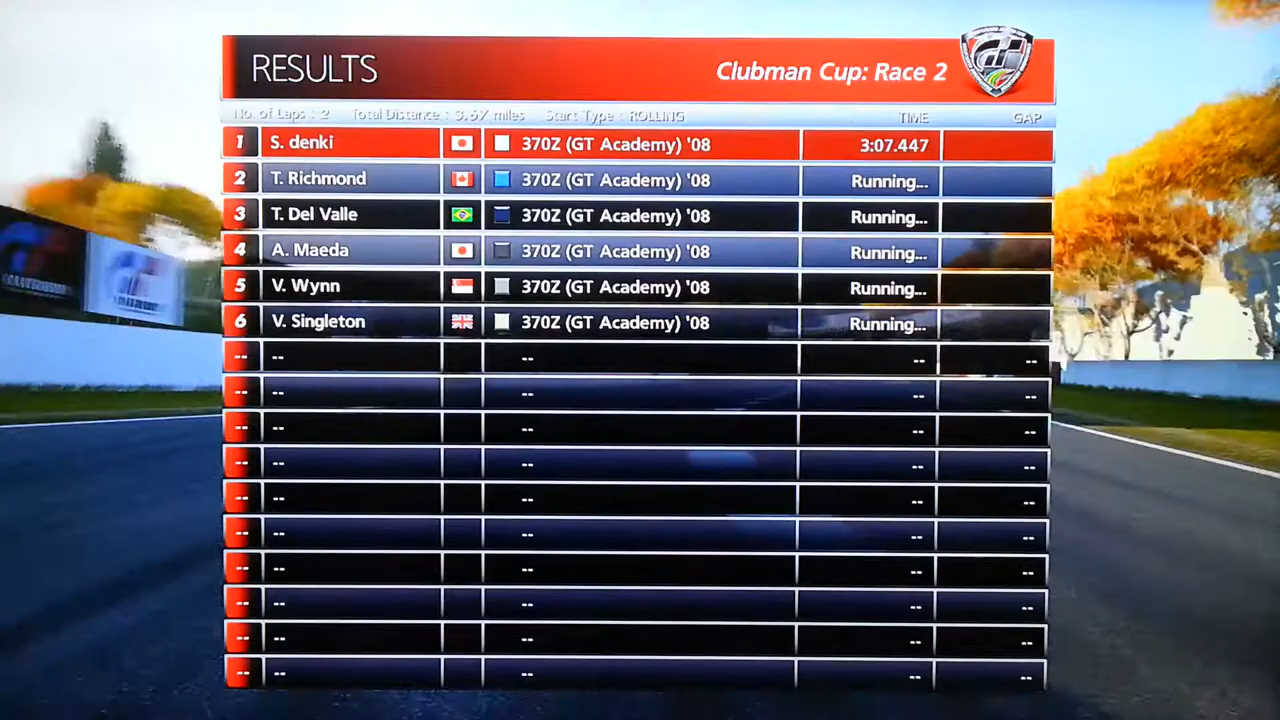 RESULTS
Clubman Cup: Race 2
No. of Laps : 2 Total Distance : 3.67 miles Start Type : ROLLING TIME GAP
1 S. denki 370Z (GT Academy) '08 3:07.447
2 T. Richmond 370Z (GT Academy) '08 Running...
3 T. Del Valle 370Z (GT Academy) '08 Running...
4 A. Maeda 370Z (GT Academy) '08 Running...
5 V. Wynn 370Z (GT Academy) '08 Running...
6 V. Singleton 370Z (GT Academy) '08 Running...
-- -- -- -- --
-- -- -- -- --
-- -- -- -- --
-- -- -- -- --
-- -- -- -- --
-- -- -- -- --
-- -- -- -- --
-- -- -- -- --
-- -- -- -- --
-- -- -- -- --